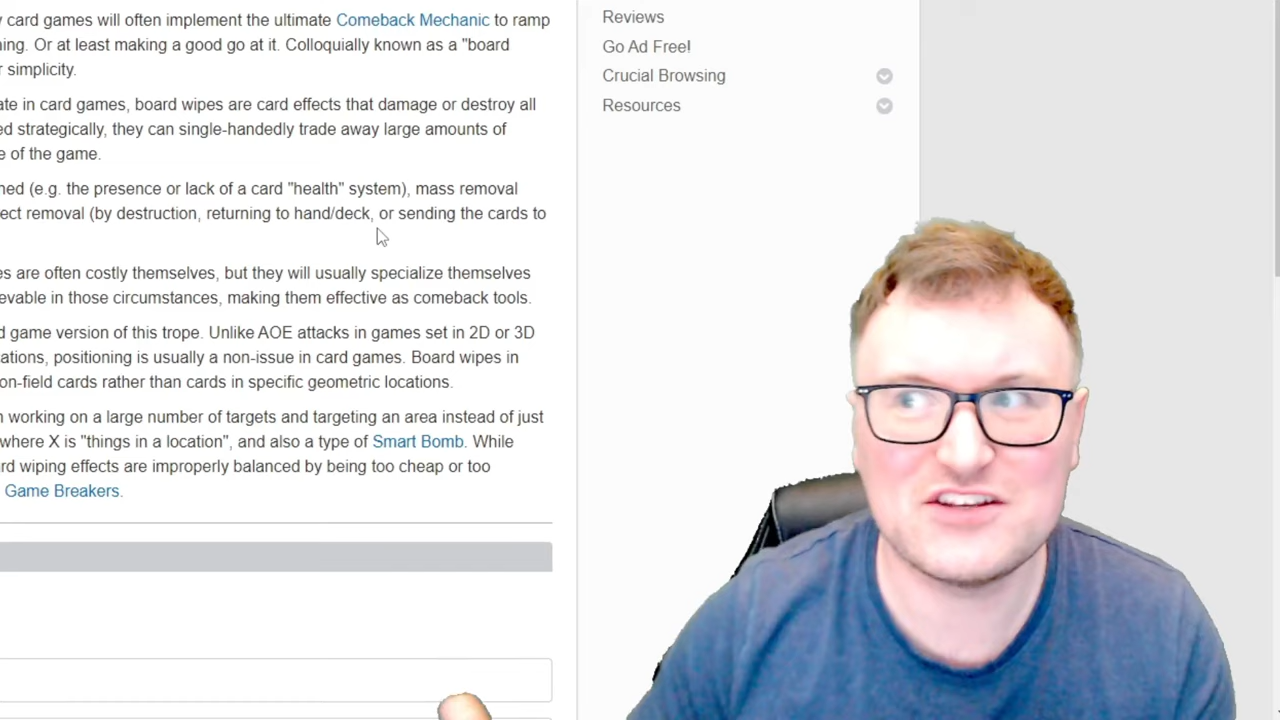 card games will often implement the ultimate Comeback Mechanic to ramp
ning. Or at least making a good go at it. Colloquially known as a "board
simplicity.
ate in card games, board wipes are card effects that damage or destroy all
ed strategically, they can single-handedly trade away large amounts of
e of the game.
ned (e.g. the presence or lack of a card "health" system), mass removal
ect removal (by destruction, returning to hand/deck, or sending the cards to
es are often costly themselves, but they will usually specialize themselves
evable in those circumstances, making them effective as comeback tools.
d game version of this trope. Unlike AOE attacks in games set in 2D or 3D
ations, positioning is usually a non-issue in card games. Board wipes in
on-field cards rather than cards in specific geometric locations.
n working on a large number of targets and targeting an area instead of just
where X is "things in a location", and also a type of Smart Bomb. While
rd wiping effects are improperly balanced by being too cheap or too
Game Breakers.
Reviews
Go Ad Free!
Crucial Browsing
Resources